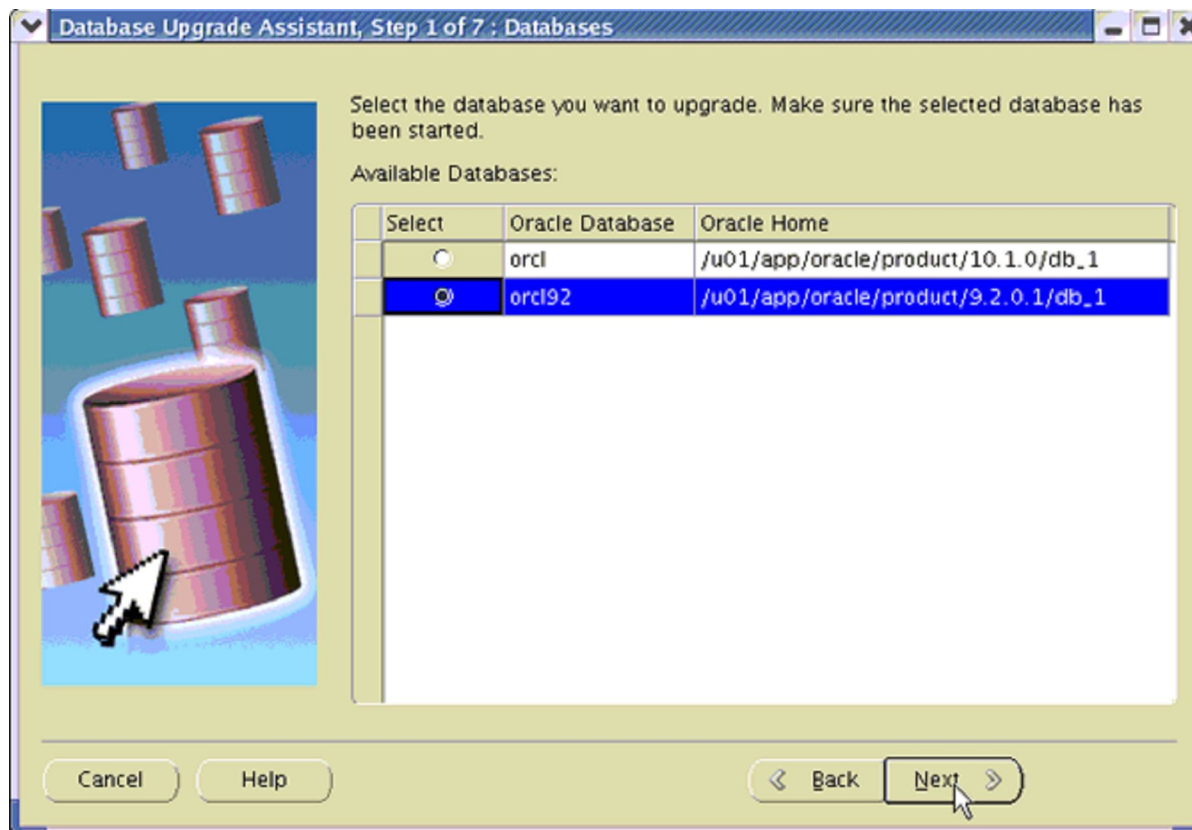 Database Upgrade Assistant, Step 1 of 7 : Databases
Select the database you want to upgrade. Make sure the selected database has
been started.
Available Databases:
Select Oracle Database Oracle Home
orcl /u01/app/oracle/product/10.1.0/db_1
orcl92 /u01/app/oracle/product/9.2.0.1/db_1
Cancel Help Back Next